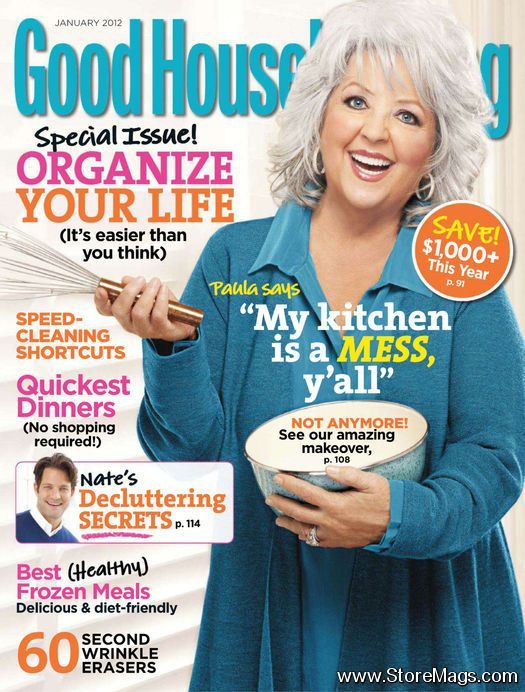 JANUARY 2012
Good House ng
Special Issue!
ORGANIZE
YOUR LIFE
(It's easier than
you think)
SAVE!
$1,000+
This Year
p. 91
Paula says
"My kitchen
is a MESS,
y'all"
SPEED-
CLEANING
SHORTCUTS
Quickest
Dinners
(No shopping
required!)
NOT ANYMORE!
See our amazing
makeover,
p. 108
Nate's
Decluttering
SECRETS p. 114
Best (Healthy)
Frozen Meals
Delicious & diet-friendly
60 SECOND
WRINKLE
ERASERS
www.StoreMags.com